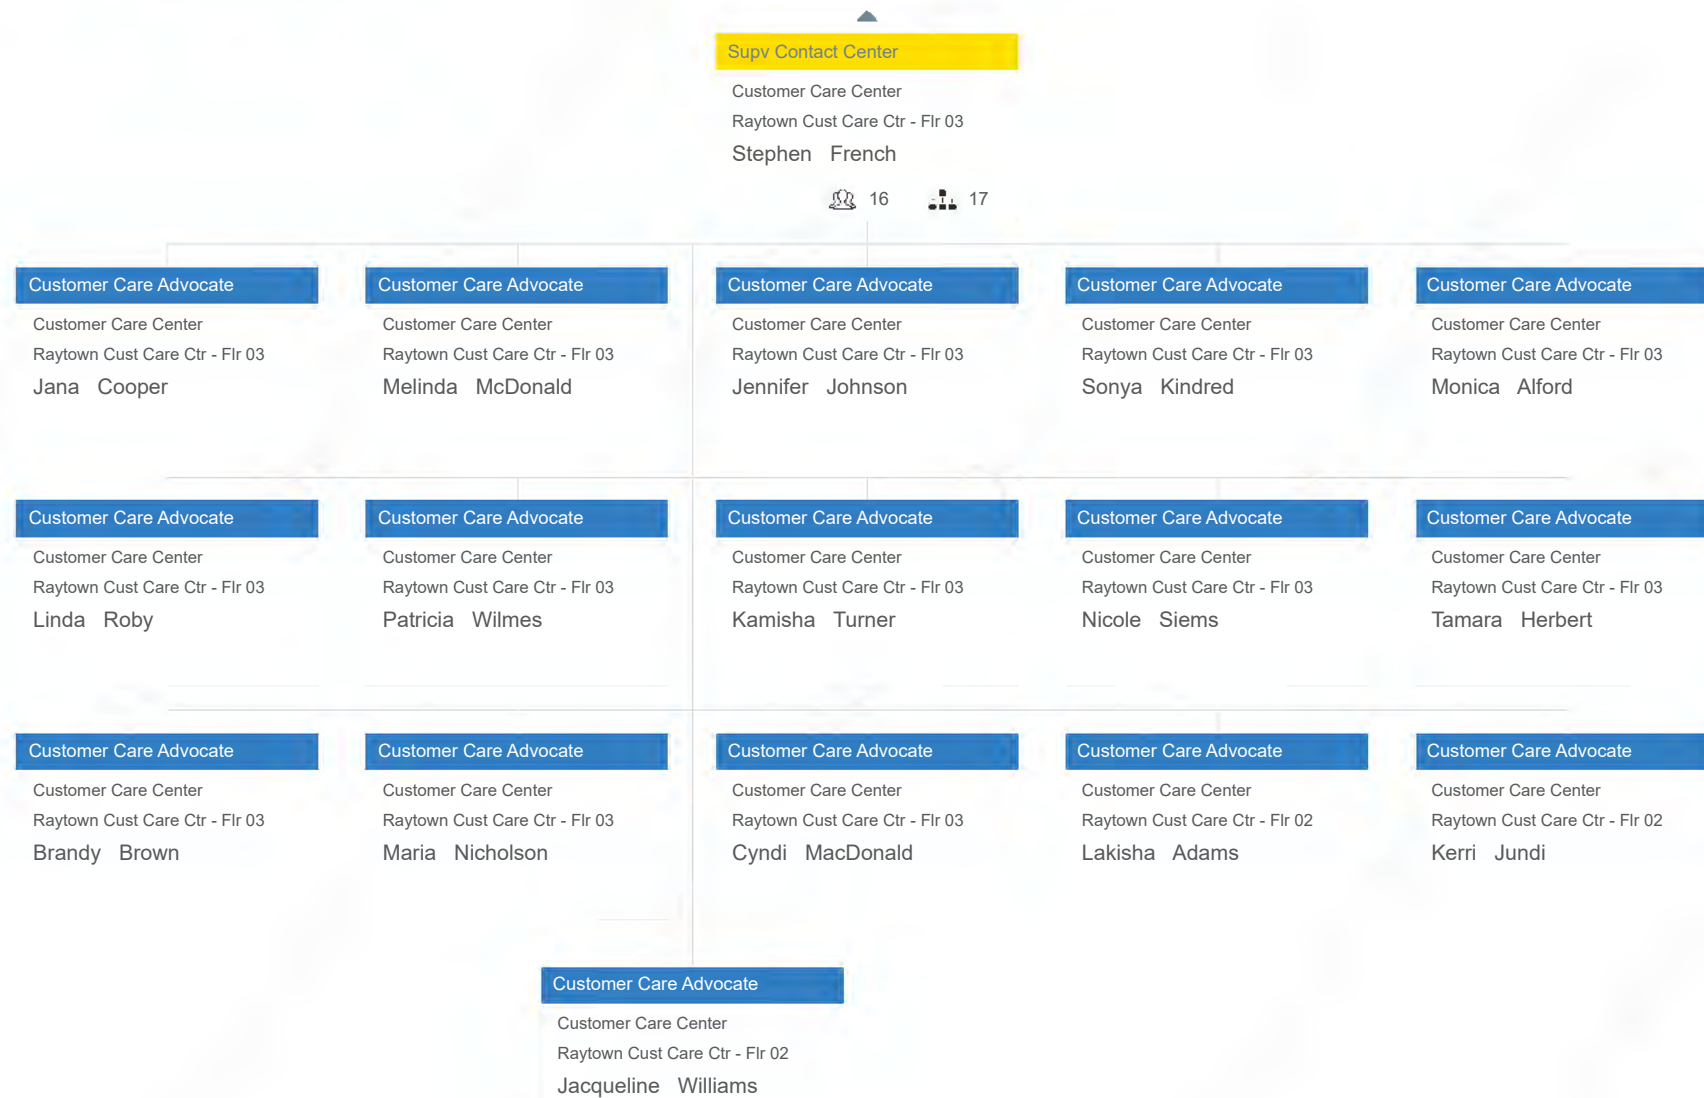 Supv Contact Center
Customer Care Center
Raytown Cust Care Ctr - Flr 03
Stephen French
16 17
Customer Care Advocate
Customer Care Center
Raytown Cust Care Ctr - Flr 03
Jana Cooper
Customer Care Advocate
Customer Care Center
Raytown Cust Care Ctr - Flr 03
Melinda McDonald
Customer Care Advocate
Customer Care Center
Raytown Cust Care Ctr - Flr 03
Jennifer Johnson
Customer Care Advocate
Customer Care Center
Raytown Cust Care Ctr - Flr 03
Sonya Kindred
Customer Care Advocate
Customer Care Center
Raytown Cust Care Ctr - Flr 03
Monica Alford
Customer Care Advocate
Customer Care Center
Raytown Cust Care Ctr - Flr 03
Linda Roby
Customer Care Advocate
Customer Care Center
Raytown Cust Care Ctr - Flr 03
Patricia Wilmes
Customer Care Advocate
Customer Care Center
Raytown Cust Care Ctr - Flr 03
Kamisha Turner
Customer Care Advocate
Customer Care Center
Raytown Cust Care Ctr - Flr 03
Nicole Siems
Customer Care Advocate
Customer Care Center
Raytown Cust Care Ctr - Flr 03
Tamara Herbert
Customer Care Advocate
Customer Care Center
Raytown Cust Care Ctr - Flr 03
Brandy Brown
Customer Care Advocate
Customer Care Center
Raytown Cust Care Ctr - Flr 03
Maria Nicholson
Customer Care Advocate
Customer Care Center
Raytown Cust Care Ctr - Flr 03
Cyndi MacDonald
Customer Care Advocate
Customer Care Center
Raytown Cust Care Ctr - Flr 02
Lakisha Adams
Customer Care Advocate
Customer Care Center
Raytown Cust Care Ctr - Flr 02
Kerri Jundi
Customer Care Advocate
Customer Care Center
Raytown Cust Care Ctr - Flr 02
Jacqueline Williams